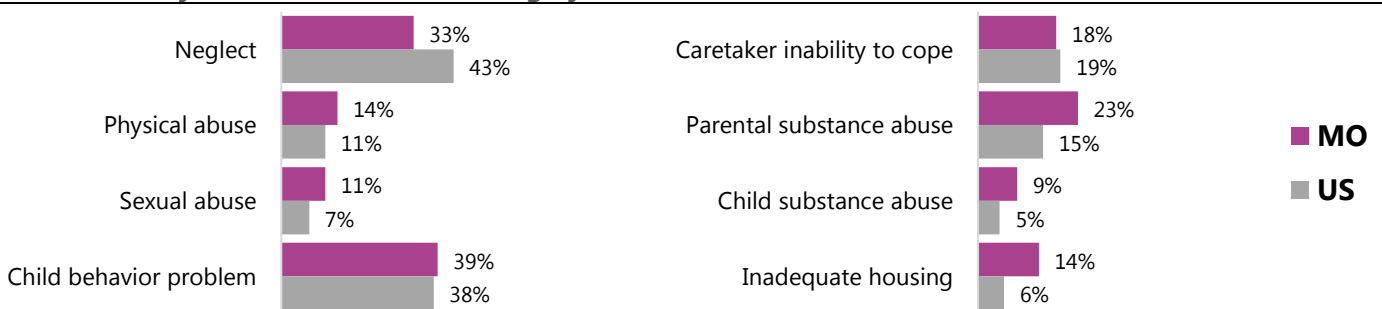 Neglect
33%
43%
Physical abuse
14%
11%
Sexual abuse
11%
7%
Child behavior problem
39%
38%
Caretaker inability to cope
18%
19%
Parental substance abuse
23%
15%
Child substance abuse
9%
5%
Inadequate housing
14%
6%
MO
US